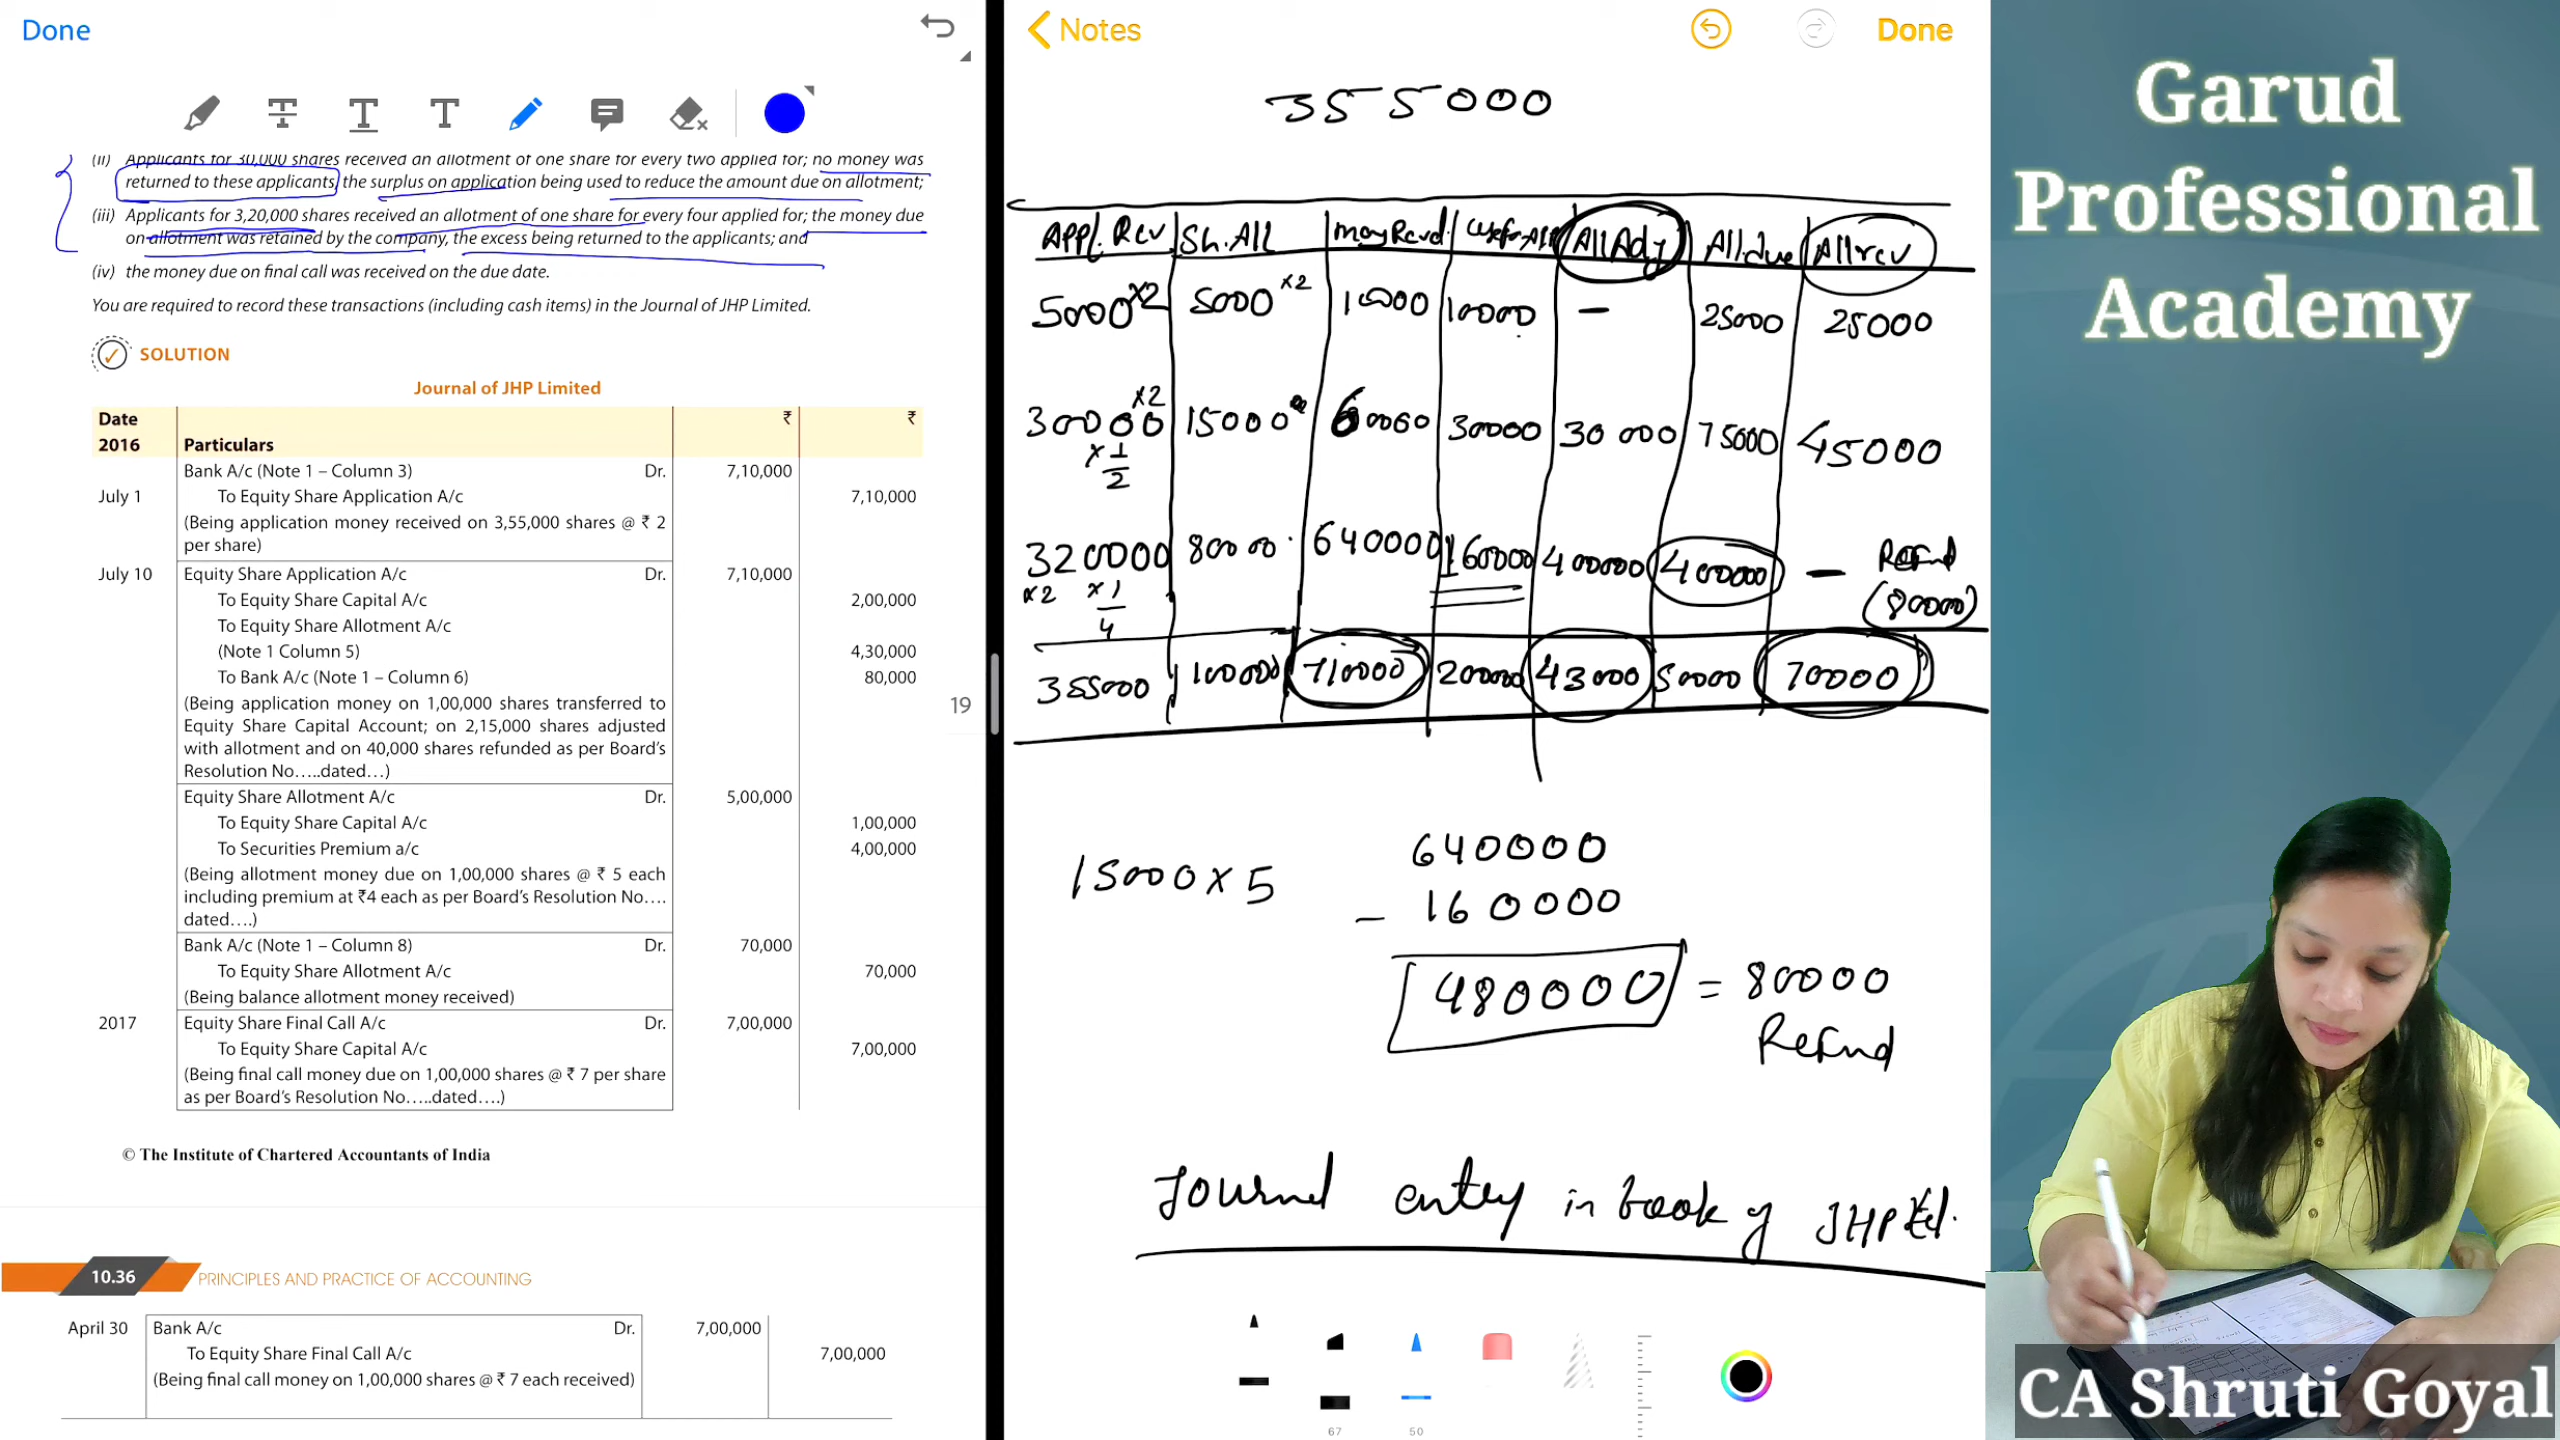 Done
(ii) Applicants for 30,000 shares received an allotment of one share for every two applied for; no money was
returned to these applicants, the surplus on application being used to reduce the amount due on allotment;
(iii) Applicants for 3,20,000 shares received an allotment of one share for every four applied for; the money due
on allotment was retained by the company, the excess being returned to the applicants; and
(iv) the money due on final call was received on the due date.
You are required to record these transactions (including cash items) in the Journal of JHP Limited.
SOLUTION
Journal of JHP Limited
Date ₹ ₹
2016 Particulars
Bank A/c (Note 1 – Column 3) Dr. 7,10,000
July 1 To Equity Share Application A/c 7,10,000
(Being application money received on 3,55,000 shares @ ₹ 2
per share)
July 10 Equity Share Application A/c Dr. 7,10,000
To Equity Share Capital A/c 2,00,000
To Equity Share Allotment A/c
(Note 1 Column 5) 4,30,000
To Bank A/c (Note 1 – Column 6) 80,000
(Being application money on 1,00,000 shares transferred to
Equity Share Capital Account; on 2,15,000 shares adjusted
with allotment and on 40,000 shares refunded as per Board's
Resolution No…..dated…)
19
Equity Share Allotment A/c Dr. 5,00,000
To Equity Share Capital A/c 1,00,000
To Securities Premium a/c 4,00,000
(Being allotment money due on 1,00,000 shares @ ₹ 5 each
including premium at ₹4 each as per Board's Resolution No….
dated….)
Bank A/c (Note 1 – Column 8) Dr. 70,000
To Equity Share Allotment A/c 70,000
(Being balance allotment money received)
2017 Equity Share Final Call A/c Dr. 7,00,000
To Equity Share Capital A/c 7,00,000
(Being final call money due on 1,00,000 shares @ ₹ 7 per share
as per Board's Resolution No…..dated….)
© The Institute of Chartered Accountants of India
10.36 PRINCIPLES AND PRACTICE OF ACCOUNTING
April 30 Bank A/c Dr. 7,00,000
To Equity Share Final Call A/c 7,00,000
(Being final call money on 1,00,000 shares @ ₹ 7 each received)
Notes Done
355000
Appl. Rev Sh. All All Adj All.due All rev
5000 x2 5000 x2 10000 10000 – 25000 25000
30000 x2 15000 60000 30000 30 000 75000 45000
x 1/2
320000 80000 640000 160000 400000 400000 – Refund
x2 x 1/4 (80000)
355000 100000 710000 200000 43000 50000 70000
15000 x 5
640000
– 160000
480000 = 80000
Refund
Journal entry in book of JHP Ltd.
67 50
Garud
Professional
Academy
CA Shruti Goyal